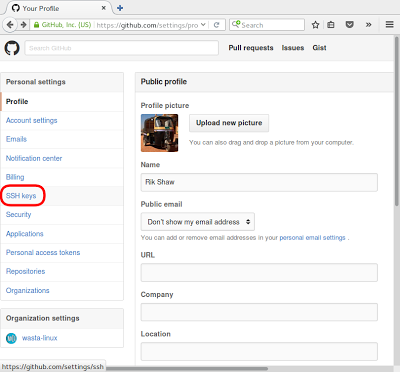 Your Profile
GitHub, Inc. (US) https://github.com/settings/pro Search
Search GitHub Pull requests Issues Gist
Personal settings
Profile
Account settings
Emails
Notification center
Billing
SSH keys
Security
Applications
Personal access tokens
Repositories
Organizations
Organization settings
wasta-linux
Public profile
Profile picture
Upload new picture
You can also drag and drop a picture from your computer.
Name
Rik Shaw
Public email
Don't show my email address
You can add or remove email addresses in your personal email settings .
URL
Company
Location
https://github.com/settings/ssh